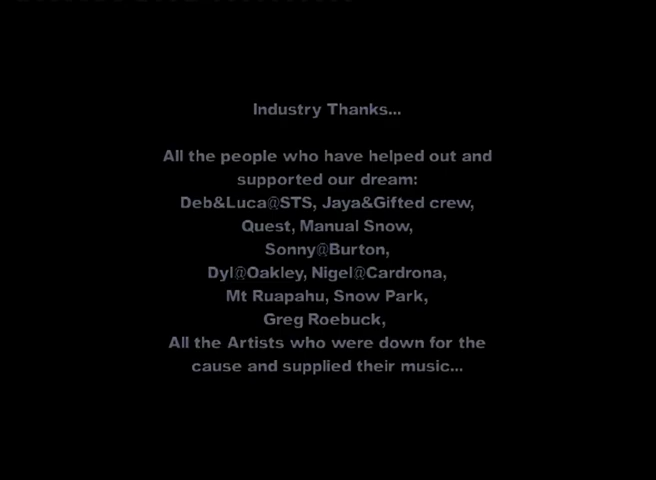 Industry Thanks...
All the people who have helped out and
supported our dream:
Deb&Luca@STS, Jaya&Gifted crew,
Quest, Manual Snow,
Sonny@Burton,
Dyl@Oakley, Nigel@Cardrona,
Mt Ruapahu, Snow Park,
Greg Roebuck,
All the Artists who were down for the
cause and supplied their music...